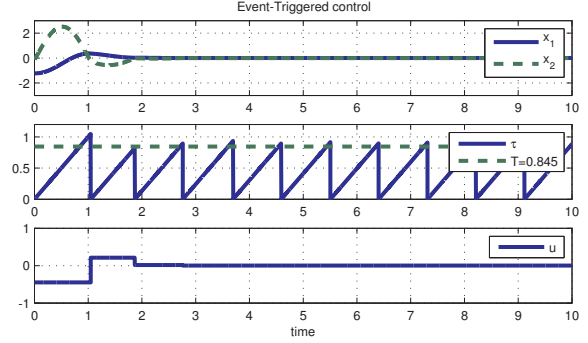 Event-Triggered control
2
0
-2
x1
x2
0 1 2 3 4 5 6 7 8 9 10
1
0.5
0
τ
T=0.845
0 1 2 3 4 5 6 7 8 9 10
1
0
-1
u
0 1 2 3 4 5 6 7 8 9 10
time